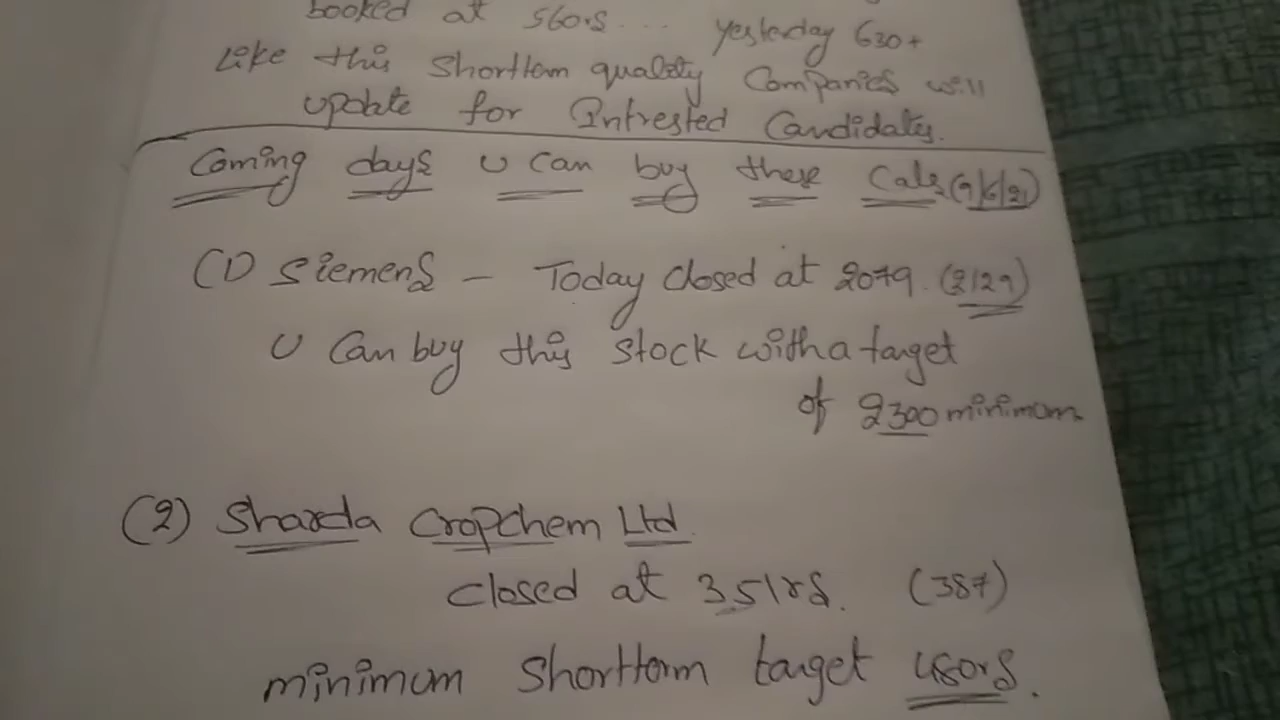 booked at 560rs... yesterday 630+
Like this Shortterm quality Companies will
update for Intrested Candidates.
Coming days U Can buy these Cals (9/6/21)
(1) Siemens - Today closed at 2079. (2129)
U Can buy this stock with a target
of 2300 minimum
(2) Sharda Cropchem Ltd.
Closed at 351rs. (387)
minimum Shortterm target 450rs.